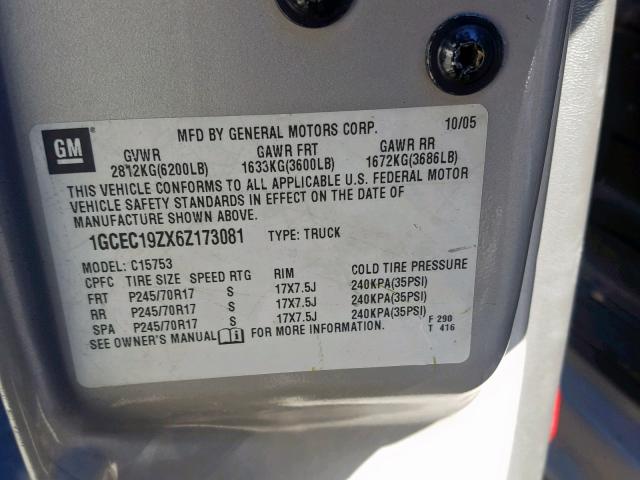 MFD BY GENERAL MOTORS CORP. 10/05
GM
GVWR GAWR FRT GAWR RR
2812KG(6200LB) 1633KG(3600LB) 1672KG(3686LB)
THIS VEHICLE CONFORMS TO ALL APPLICABLE U.S. FEDERAL MOTOR
VEHICLE SAFETY STANDARDS IN EFFECT ON THE DATE OF
MANUFACTURE SHOWN ABOVE.
1GCEC19ZX6Z173081 TYPE: TRUCK
MODEL: C15753
CPFC TIRE SIZE SPEED RTG RIM COLD TIRE PRESSURE
FRT P245/70R17 S 17X7.5J 240KPA(35PSI)
RR P245/70R17 S 17X7.5J 240KPA(35PSI)
SPA P245/70R17 S 17X7.5J 240KPA(35PSI)
SEE OWNER'S MANUAL FOR MORE INFORMATION. F 290
T 416